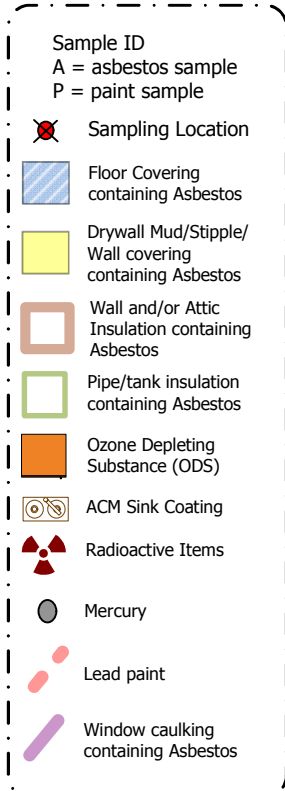 Sample ID
A = asbestos sample
P = paint sample
Sampling Location
Floor Covering
containing Asbestos
Drywall Mud/Stipple/
Wall covering
containing Asbestos
Wall and/or Attic
Insulation containing
Asbestos
Pipe/tank insulation
containing Asbestos
Ozone Depleting
Substance (ODS)
ACM Sink Coating
Radioactive Items
Mercury
Lead paint
Window caulking
containing Asbestos